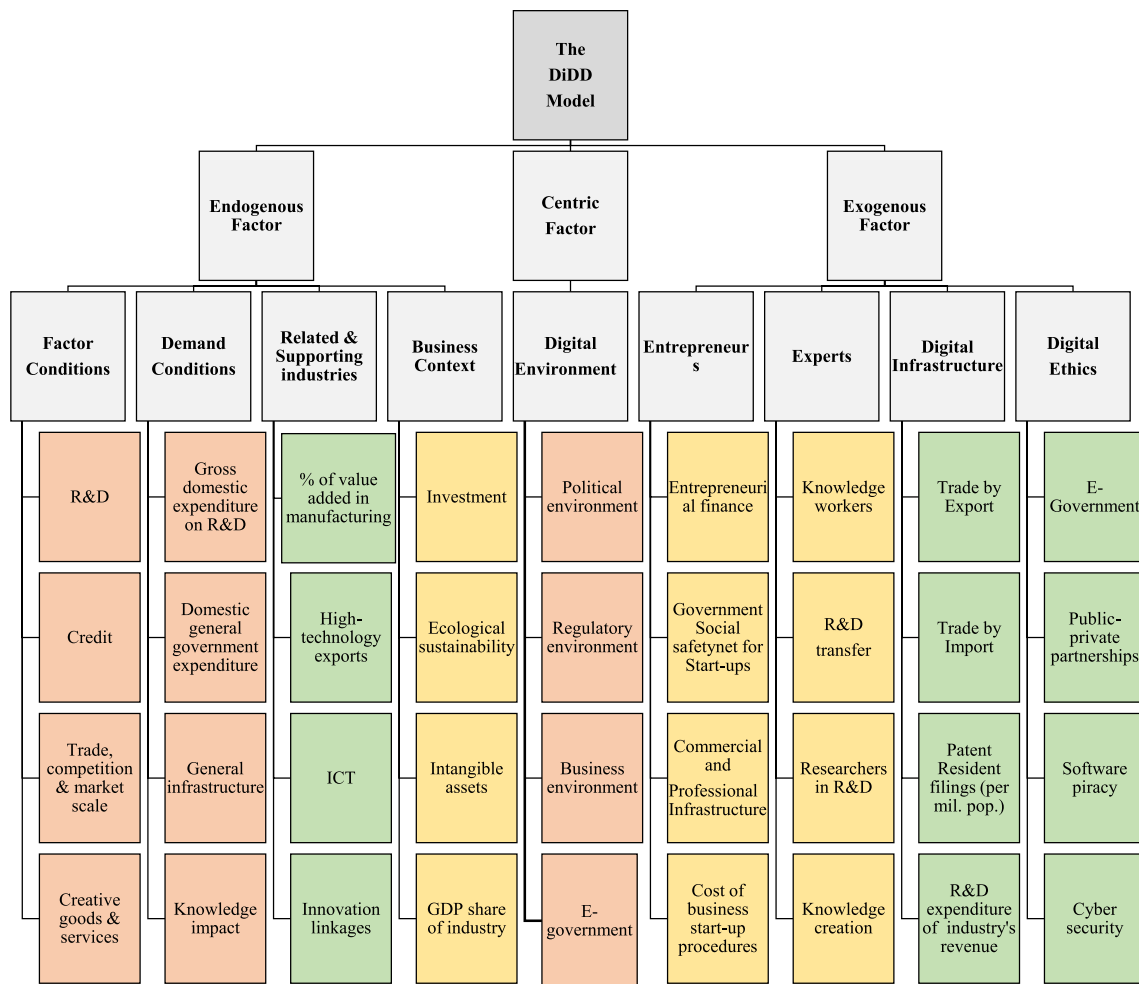 The
DiDD
Model
Endogenous
Factor
Centric
Factor
Exogenous
Factor
Factor
Conditions
Demand
Conditions
Related &
Supporting
industries
Business
Context
Digital
Environment
Entrepreneur
s
Experts
Digital
Infrastructure
Digital
Ethics
R&D
Gross
domestic
expenditure
on R&D
% of value
added in
manufacturing
Investment
Political
environment
Entrepreneuri
al finance
Knowledge
workers
Trade by
Export
E-
Government
Credit
Domestic
general
government
expenditure
High-
technology
exports
Ecological
sustainability
Regulatory
environment
Government
Social
safetynet for
Start-ups
R&D
transfer
Trade by
Import
Public-
private
partnerships
Trade,
competition
& market
scale
General
infrastructure
ICT
Intangible
assets
Business
environment
Commercial
and
Professional
Infrastructure
Researchers
in R&D
Patent
Resident
filings (per
mil. pop.)
Software
piracy
Creative
goods &
services
Knowledge
impact
Innovation
linkages
GDP share
of industry
E-
government
Cost of
business
start-up
procedures
Knowledge
creation
R&D
expenditure
of industry's
revenue
Cyber
security